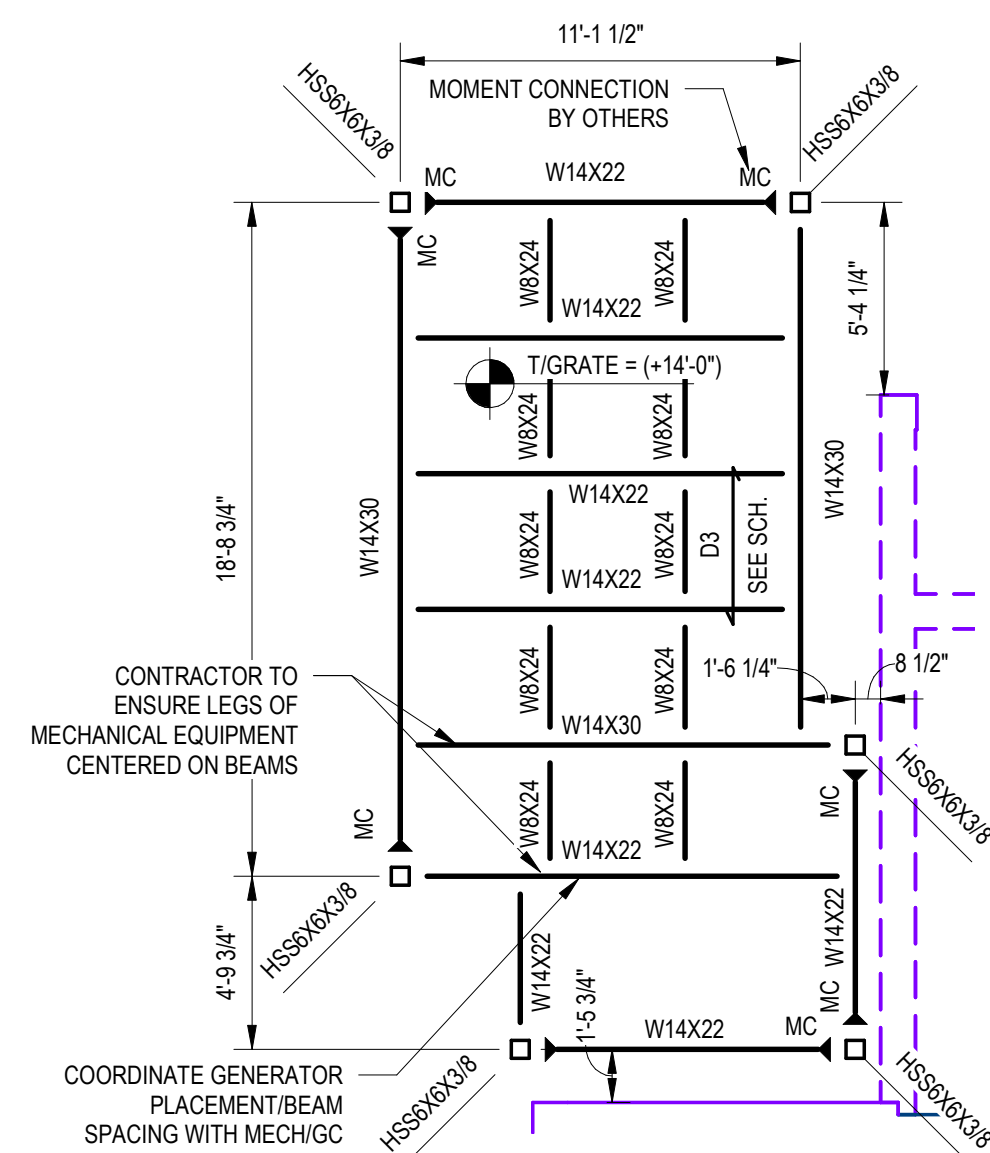 11'-1 1/2"
HSS6X6X3/8
MOMENT CONNECTION
BY OTHERS
HSS6X6X3/8
MC
W14X22
MC
MC
W8X24
W8X24
5'-4 1/4"
W14X22
T/GRATE = (+14'-0")
W8X24
W8X24
W14X30
18'-8 3/4"
W14X30
W14X22
W8X24
W8X24
D3
SEE SCH.
W14X22
CONTRACTOR TO
ENSURE LEGS OF
MECHANICAL EQUIPMENT
CENTERED ON BEAMS
W8X24
W8X24
1'-6 1/4"
8 1/2"
W14X30
HSS6X6X3/8
MC
MC
W8X24
W8X24
W14X22
HSS6X6X3/8
4'-9 3/4"
W14X22
W14X22
1'-5 3/4"
MC
W14X22
MC
COORDINATE GENERATOR
PLACEMENT/BEAM
SPACING WITH MECH/GC
HSS6X6X3/8
HSS6X6X3/8